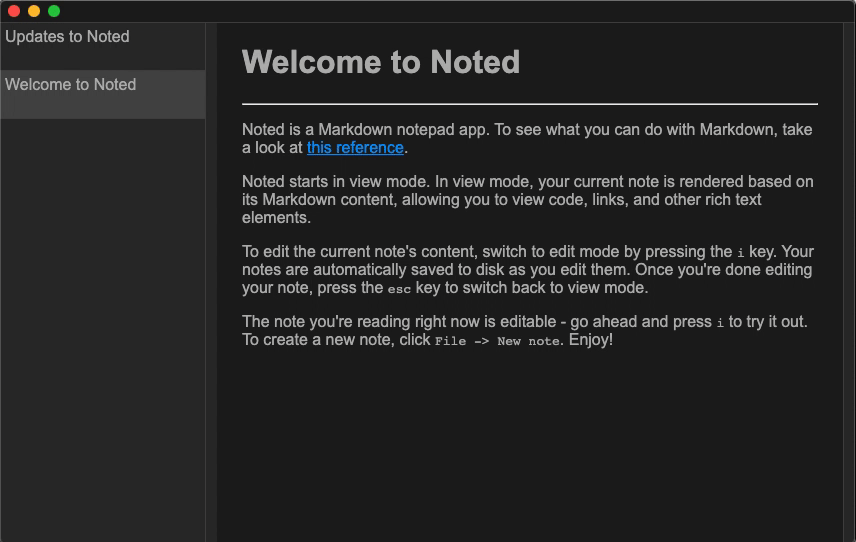 Updates to Noted
Welcome to Noted
Welcome to Noted
Noted is a Markdown notepad app. To see what you can do with Markdown, take
a look at this reference.
Noted starts in view mode. In view mode, your current note is rendered based on
its Markdown content, allowing you to view code, links, and other rich text
elements.
To edit the current note's content, switch to edit mode by pressing the i key. Your
notes are automatically saved to disk as you edit them. Once you're done editing
your note, press the esc key to switch back to view mode.
The note you're reading right now is editable - go ahead and press i to try it out.
To create a new note, click File -> New note. Enjoy!